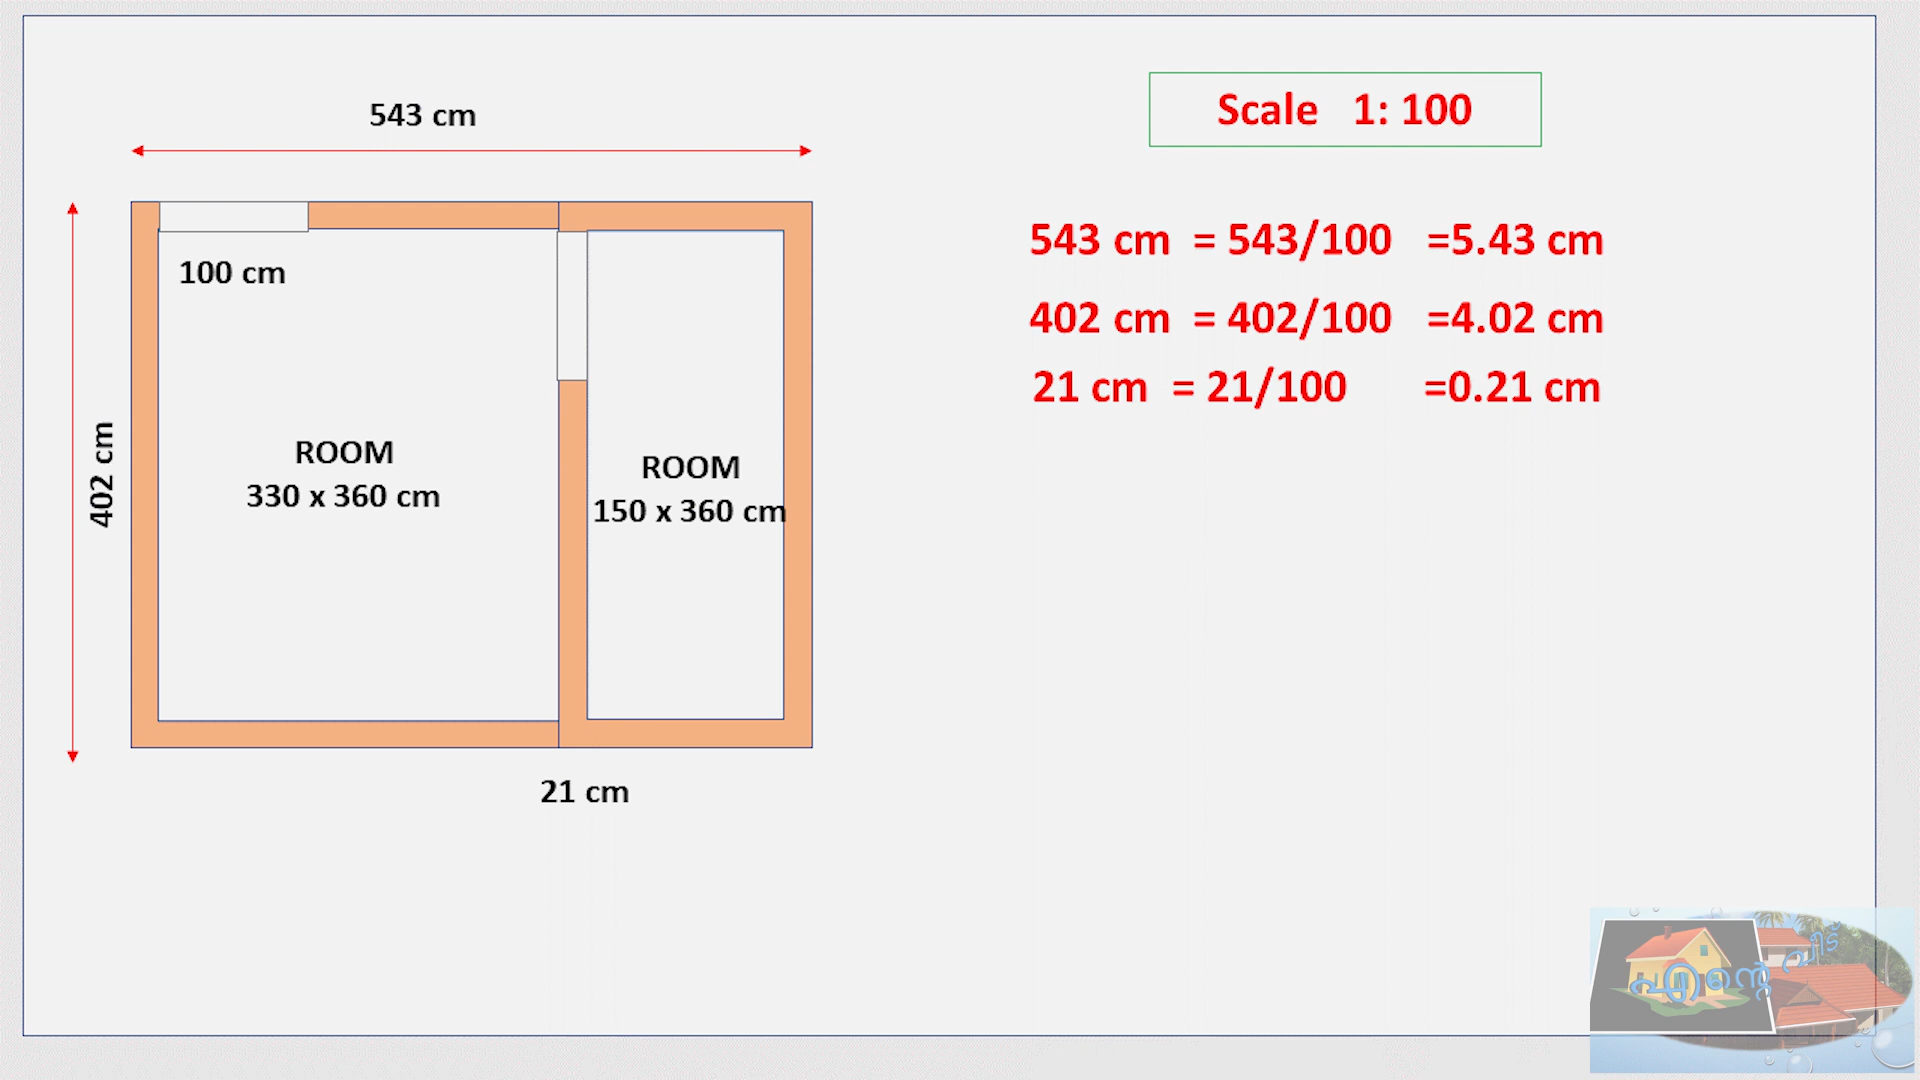 543 cm
Scale 1: 100
543 cm = 543/100 =5.43 cm
402 cm = 402/100 =4.02 cm
21 cm = 21/100 =0.21 cm
100 cm
402 cm
ROOM
330 x 360 cm
ROOM
150 x 360 cm
21 cm
എന്റെ വീട്